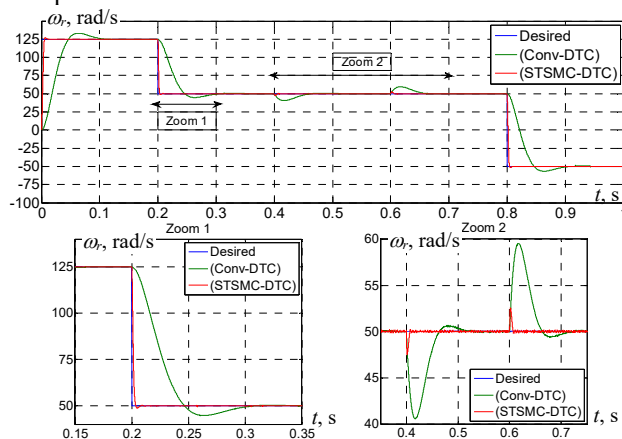 ωr, rad/s
125
100
75
50
25
0
-25
-50
-75
-100
Zoom 2
Zoom 1
Desired
(Conv-DTC)
(STSMC-DTC)
t, s
0 0.1 0.2 0.3 0.4 0.5 0.6 0.7 0.8 0.9 1
Zoom 1
ωr, rad/s
125
100
75
50
Desired
(Conv-DTC)
(STSMC-DTC)
t, s
0.15 0.2 0.25 0.3 0.35
Zoom 2
ωr, rad/s
60
55
50
45
40
Desired
(Conv-DTC)
(STSMC-DTC)
t, s
0.4 0.5 0.6 0.7